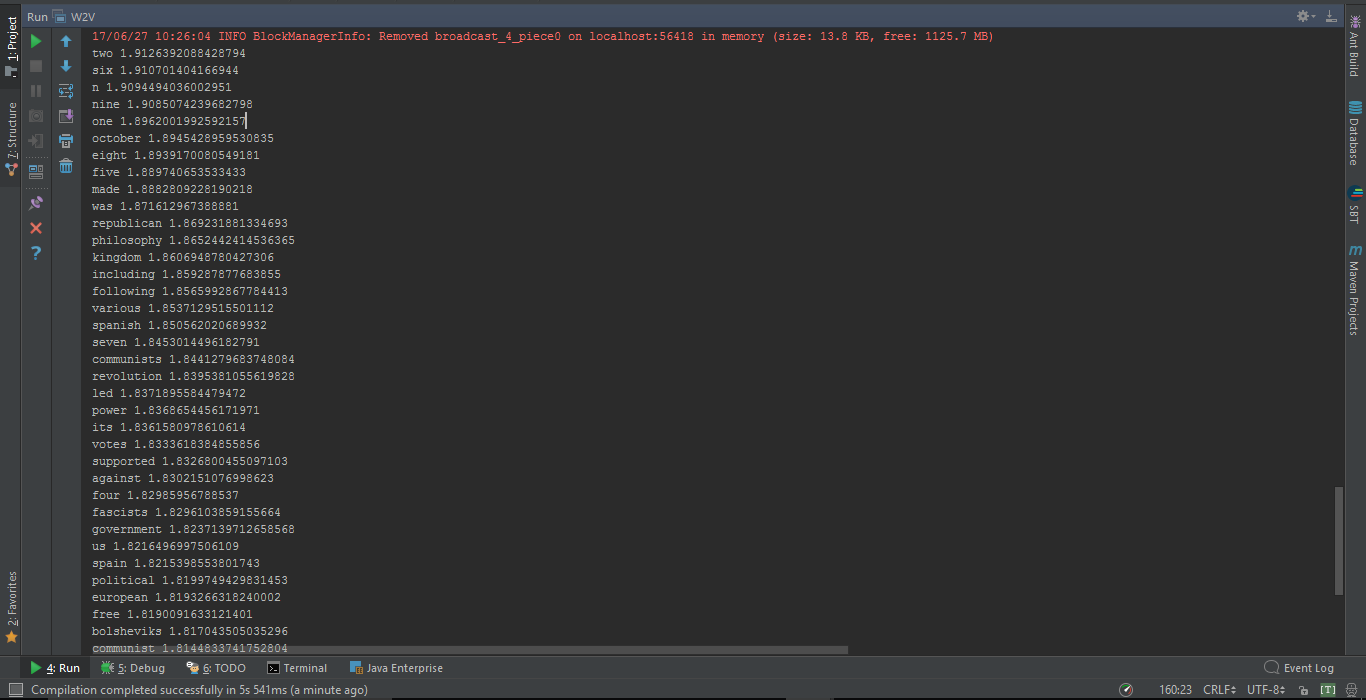 Run W2V
1: Project
7: Structure
2: Favorites
17/06/27 10:26:04 INFO BlockManagerInfo: Removed broadcast_4_piece0 on localhost:56418 in memory (size: 13.8 KB, free: 1125.7 MB)
two 1.9126392088428794
six 1.910701404166944
n 1.9094494036002951
nine 1.9085074239682798
one 1.8962001992592157
october 1.8945428959530835
eight 1.8939170080549181
five 1.889740653533433
made 1.8882809228190218
was 1.871612967388881
republican 1.869231881334693
philosophy 1.8652442414536365
kingdom 1.8606948780427306
including 1.859287877683855
following 1.8565992867784413
various 1.8537129515501112
spanish 1.850562020689932
seven 1.8453014496182791
communists 1.8441279683748084
revolution 1.8395381055619828
led 1.8371895584479472
power 1.8368654456171971
its 1.8361580978610614
votes 1.8333618384855856
supported 1.8326800455097103
against 1.8302151076998623
four 1.82985956788537
fascists 1.8296103859155664
government 1.8237139712658568
us 1.8216496997506109
spain 1.8215398553801743
political 1.8199749429831453
european 1.8193266318240002
free 1.8190091633121401
bolsheviks 1.817043505035296
communist 1.8144833741752804
Ant Build
Database
SBT
Maven Projects
4: Run 5: Debug 6: TODO Terminal Java Enterprise Event Log
Compilation completed successfully in 5s 541ms (a minute ago) 160:23 CRLF UTF-8 [T]